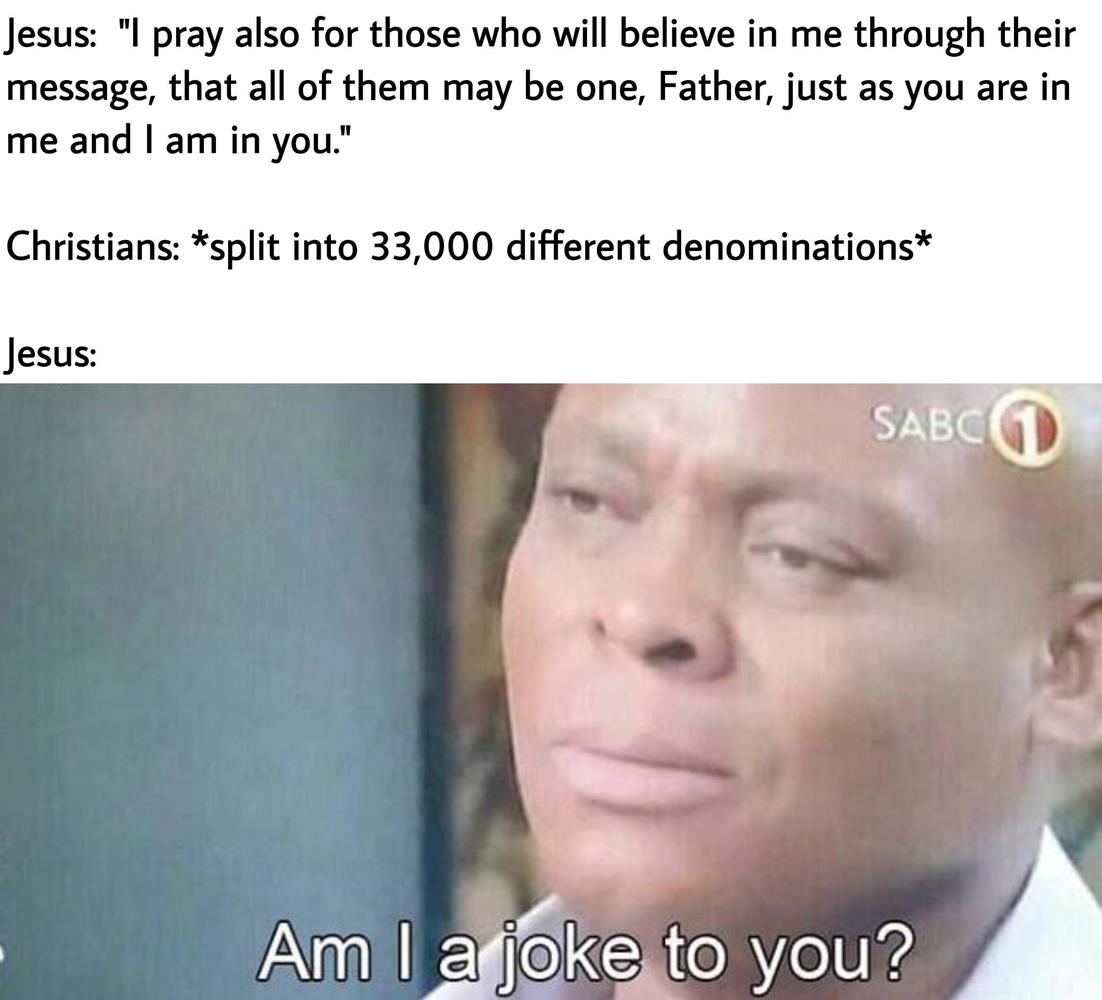 Jesus:  "I pray also for those who will believe in me through their
message, that all of them may be one, Father, just as you are in
me and I am in you."
Christians: *split into 33,000 different denominations*
Jesus:
SABC 1
Am I a joke to you?